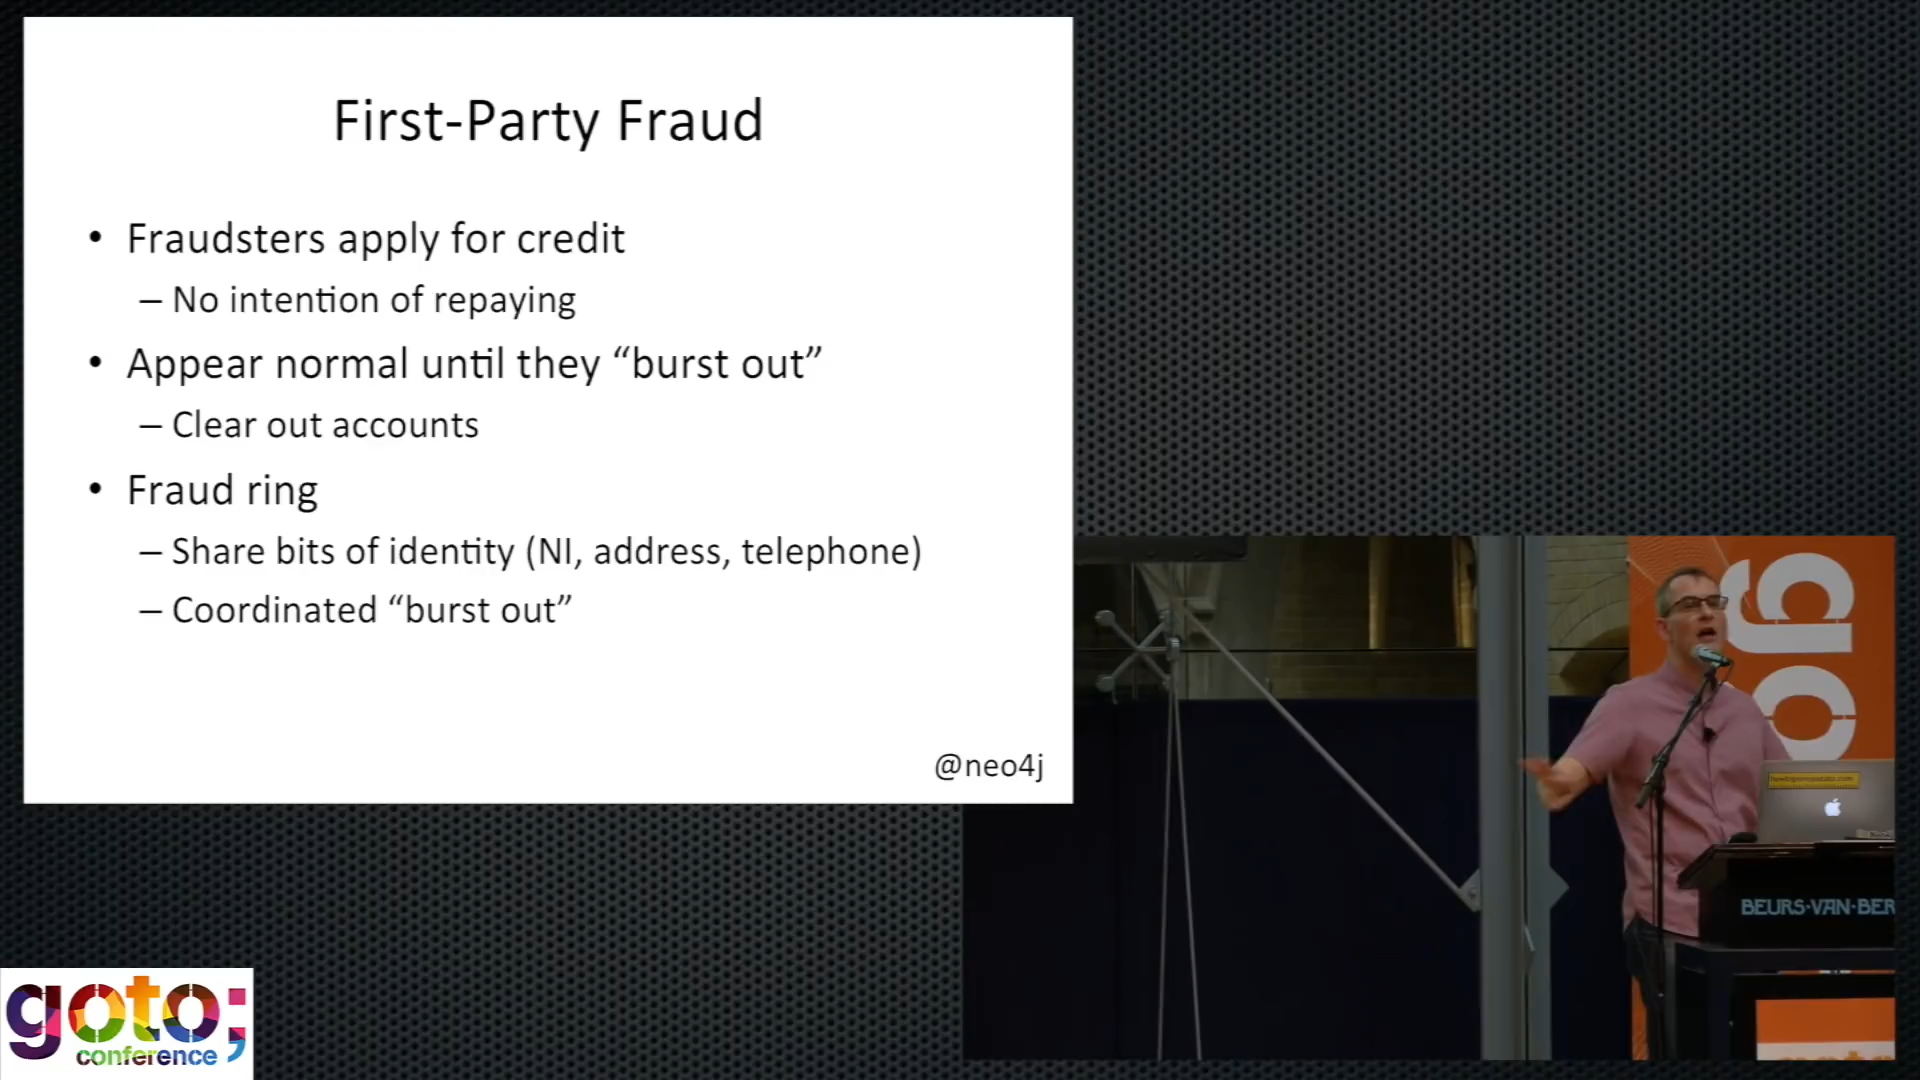 First-Party Fraud
• Fraudsters apply for credit
– No intention of repaying
• Appear normal until they “burst out”
– Clear out accounts
• Fraud ring
– Share bits of identity (NI, address, telephone)
– Coordinated “burst out”
@neo4j
go
BEURS·VAN·BER
goto;
conference